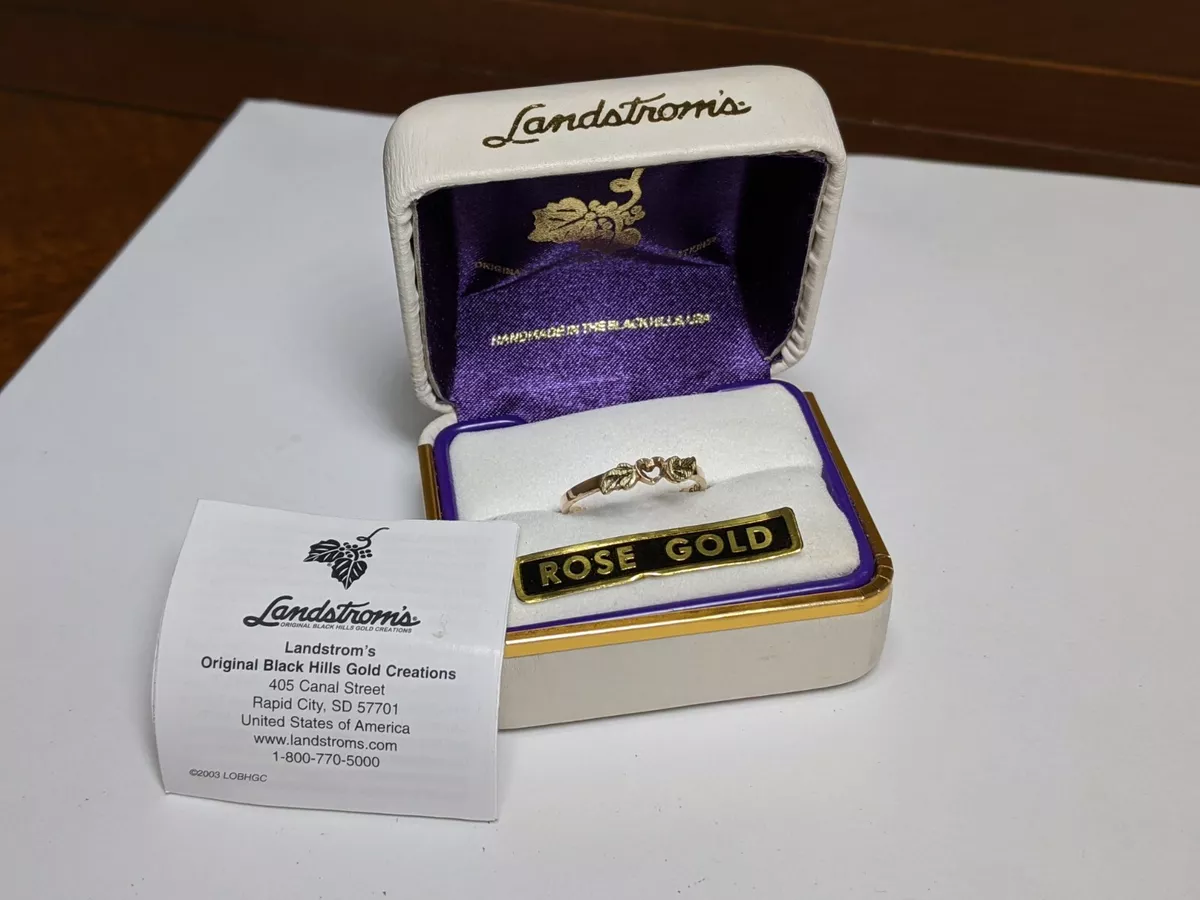 Landstrom's
ORIGINAL
HANDMADE IN THE BLACK HILLS, USA
ROSE GOLD
Landstrom's
ORIGINAL BLACK HILLS GOLD CREATIONS
Landstrom's
Original Black Hills Gold Creations
405 Canal Street
Rapid City, SD 57701
United States of America
www.landstroms.com
1-800-770-5000
©2003 LOBHGC